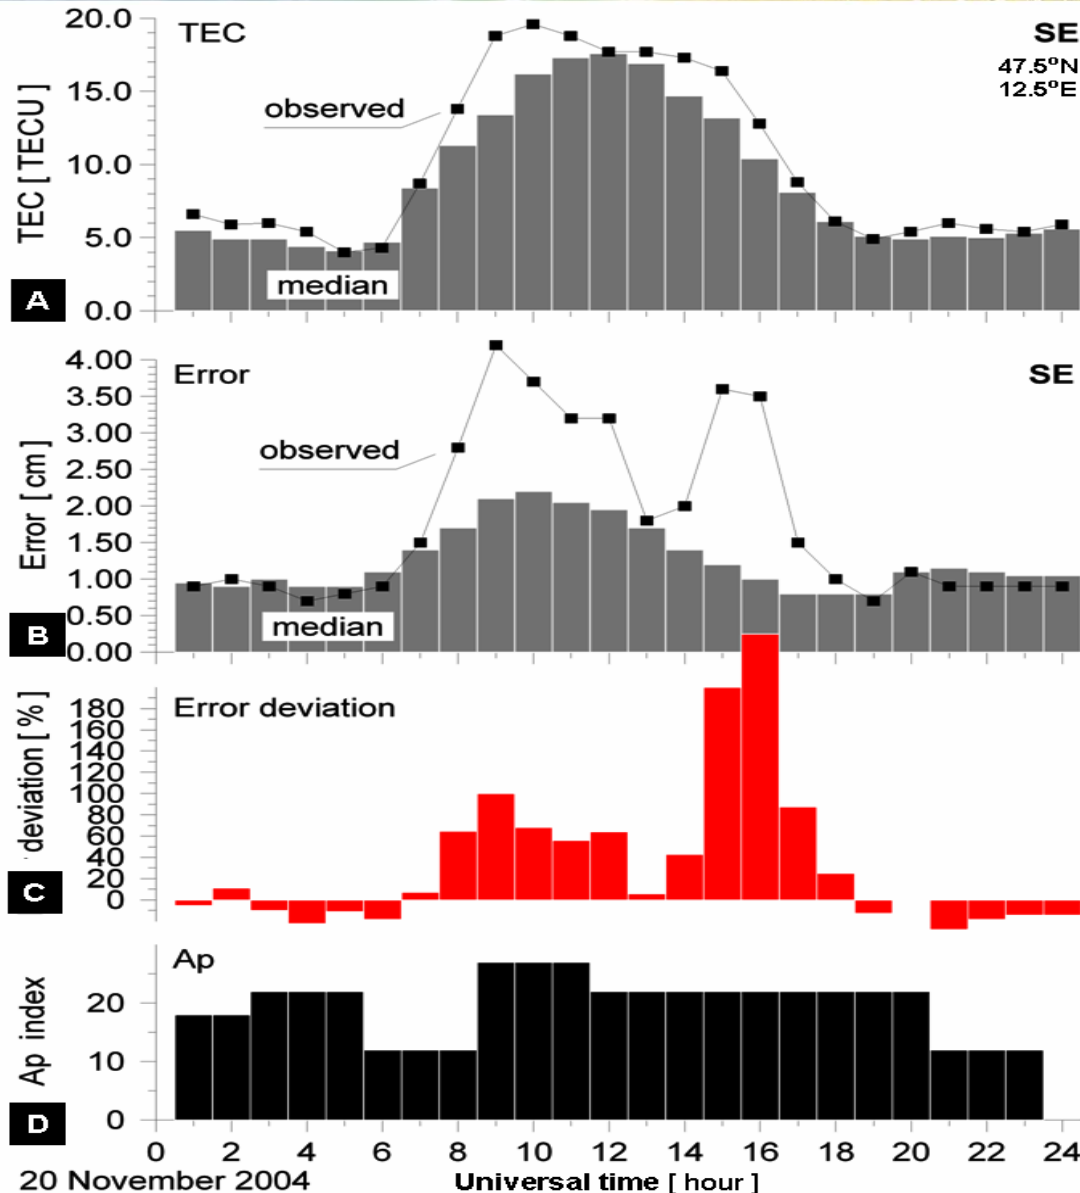 TEC
SE
47.5°N
12.5°E
observed
median
TEC [ TECU ]
20.0
15.0
10.0
5.0
0.0
A
Error
SE
observed
median
Error [ cm ]
4.00
3.50
3.00
2.50
2.00
1.50
1.00
0.50
0.00
B
Error deviation
deviation [ % ]
180
160
140
120
100
80
60
40
20
0
C
Ap
Ap index
20
10
0
D
0 2 4 6 8 10 12 14 16 18 20 22 24
20 November 2004
Universal time [ hour ]